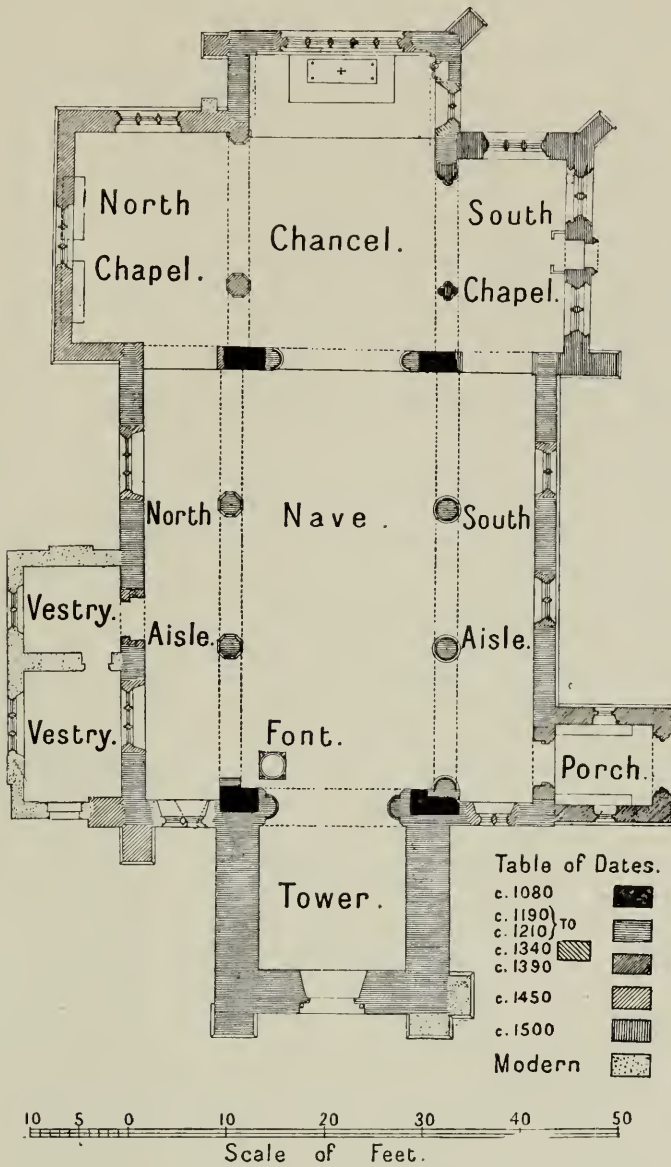 North
Chapel.
Chancel.
South
Chapel.
North
Aisle.
Nave.
South
Aisle.
Vestry.
Vestry.
Font.
Porch.
Tower.
Table of Dates.
c. 1080
c. 1190
c. 1210 } TO
c. 1340
c. 1390
c. 1450
c. 1500
Modern
10 5 0 10 20 30 40 50
Scale of Feet.